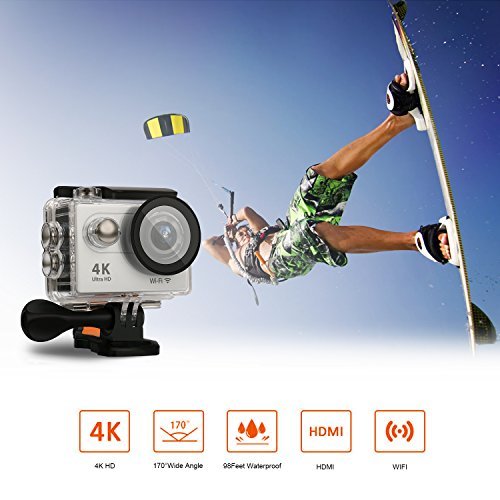 4K
Ultra HD
Wi-Fi
4K
170°
HDMI
4K HD
170°Wide Angle
98Feet Waterproof
HDMI
WIFI